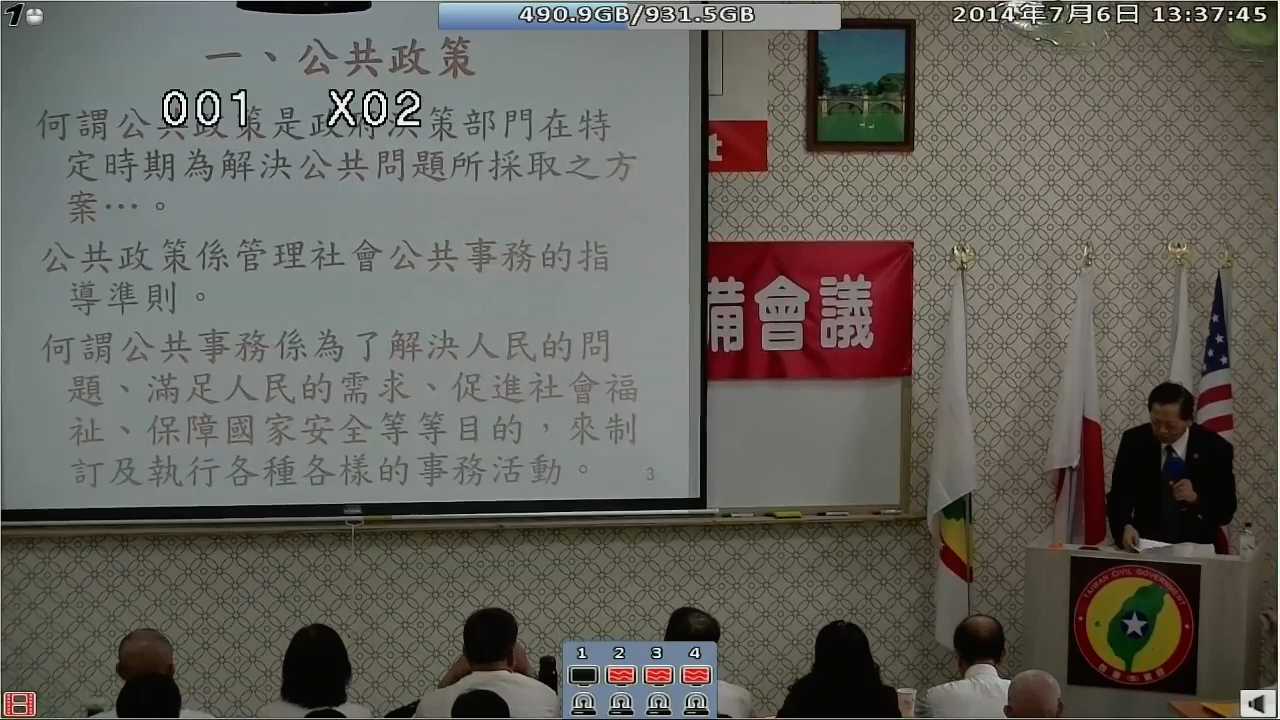 1
490.9GB/931.5GB
2014年7月6日 13:37:45
一、公共政策
001 X02
何謂公共政策是政府決策部門在特
定時期為解決公共問題所採取之方
案…。
公共政策係管理社會公共事務的指
導準則。
何謂公共事務係為了解決人民的問
題、滿足人民的需求、促進社會福
祉、保障國家安全等等目的，來制
訂及執行各種各樣的事務活動。
3
t
備會議
TAIWAN CIVIL GOVERNMENT
1 2 3 4